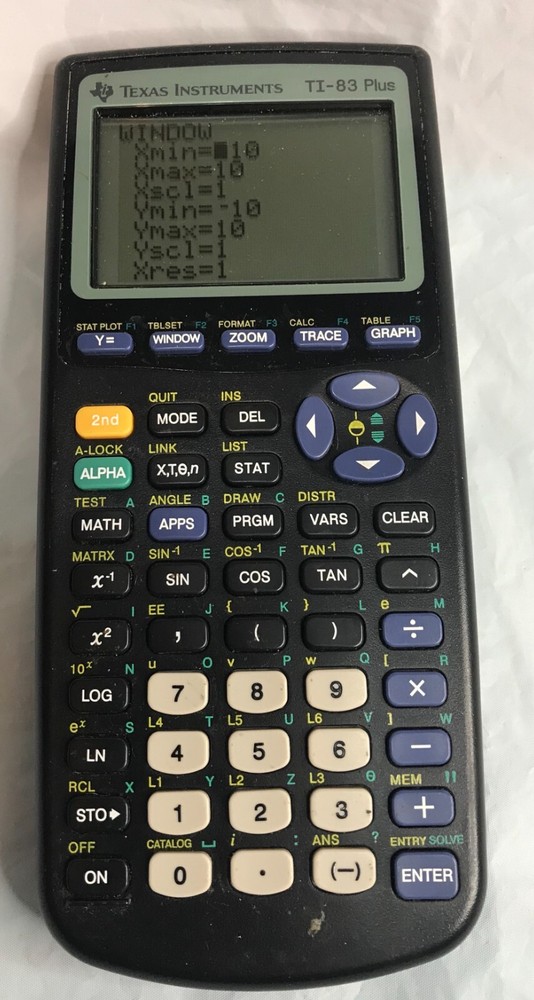 TEXAS INSTRUMENTS TI-83 Plus
WINDOW
Xmin=■10
Xmax=10
Xscl=1
Ymin=-10
Ymax=10
Yscl=1
Xres=1
STAT PLOT F1 TBLSET F2 FORMAT F3 CALC F4 TABLE F5
Y= WINDOW ZOOM TRACE GRAPH
QUIT INS
2nd MODE DEL
A-LOCK LINK LIST
ALPHA X,T,θ,n STAT
TEST A ANGLE B DRAW C DISTR
MATH APPS PRGM VARS CLEAR
MATRX D SIN⁻¹ E COS⁻¹ F TAN⁻¹ G π H
x⁻¹ SIN COS TAN ^
√ I EE J { K } L e M
x² , ( ) ÷
10ˣ N u O v P w Q [ R
LOG 7 8 9 ×
eˣ S L4 T L5 U L6 V ] W
LN 4 5 6 −
RCL X L1 Y L2 Z L3 θ MEM "
STO▶ 1 2 3 +
OFF CATALOG ⎵ i : ANS ? ENTRY SOLVE
ON 0 . (−) ENTER